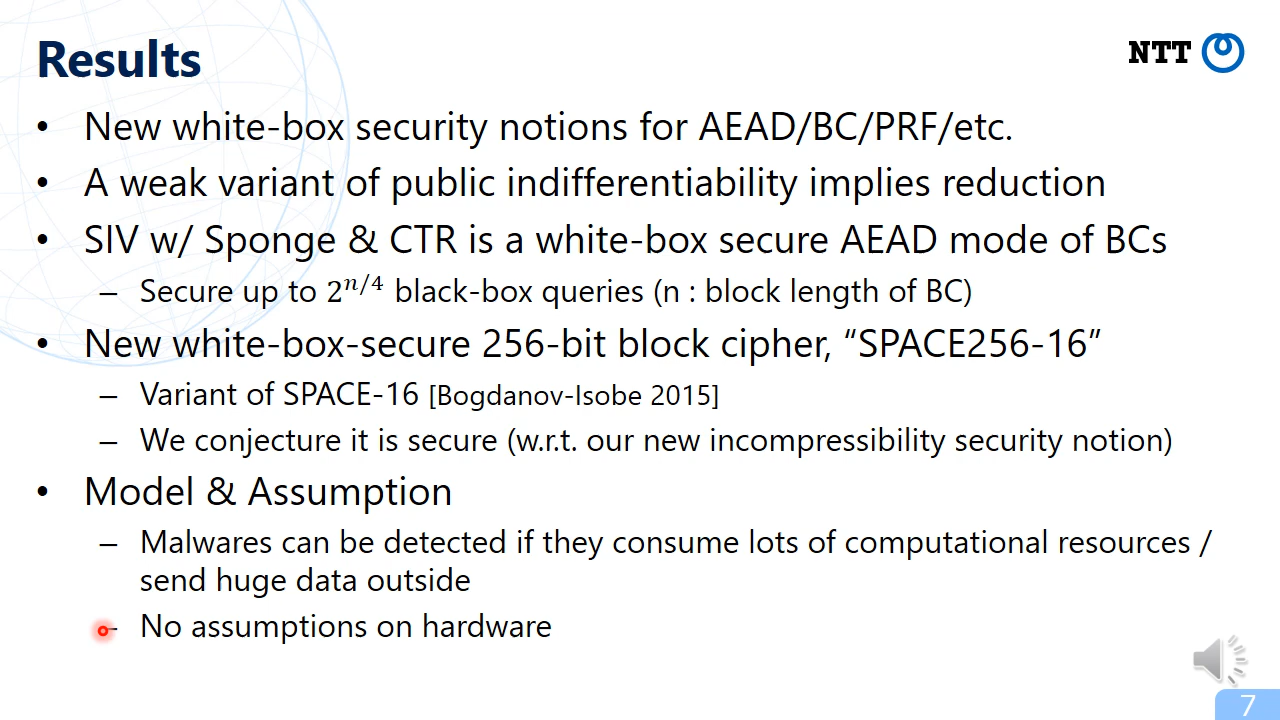 Results
NTT
• New white-box security notions for AEAD/BC/PRF/etc.
• A weak variant of public indifferentiability implies reduction
• SIV w/ Sponge & CTR is a white-box secure AEAD mode of BCs
– Secure up to $2^{n/4}$ black-box queries (n : block length of BC)
• New white-box-secure 256-bit block cipher, “SPACE256-16”
– Variant of SPACE-16 [Bogdanov-Isobe 2015]
– We conjecture it is secure (w.r.t. our new incompressibility security notion)
• Model & Assumption
– Malwares can be detected if they consume lots of computational resources /
send huge data outside
– No assumptions on hardware
7